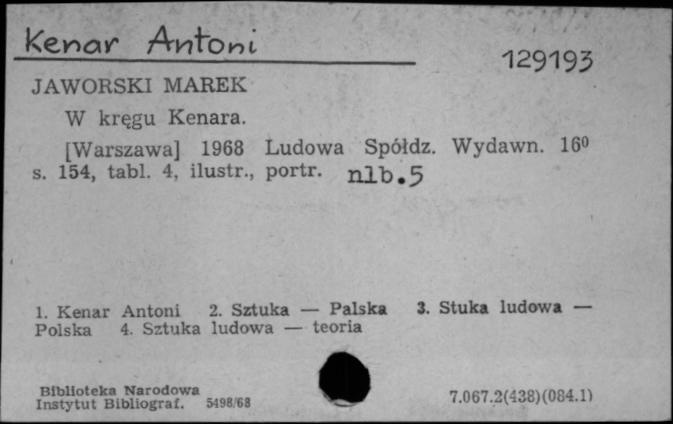 Kenar Antoni
129193
JAWORSKI MAREK
W kręgu Kenara.
[Warszawa] 1968 Ludowa Spółdz. Wydawn. 16⁰
s. 154, tabl. 4, ilustr., portr. nlb.5
1. Kenar Antoni 2. Sztuka — Palska 3. Stuka ludowa —
Polska 4. Sztuka ludowa — teoria
Biblioteka Narodowa
Instytut Bibliograf. 5498/68
7.067.2(438)(084.1)